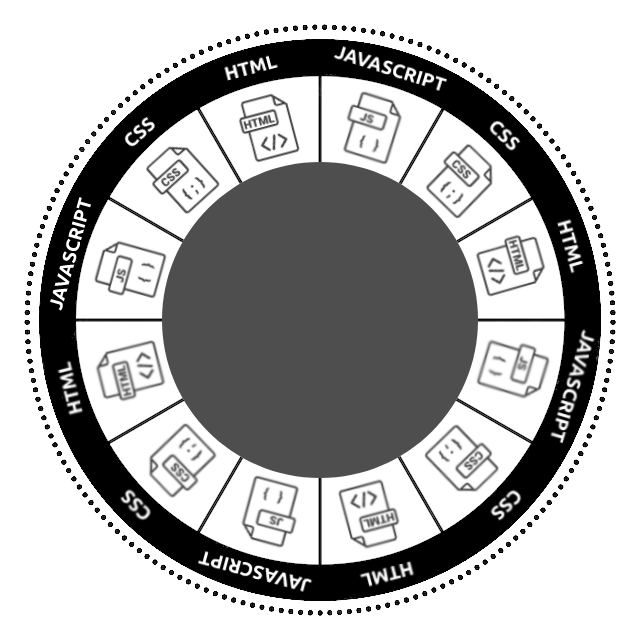 JAVASCRIPT
JS
{ }
CSS
CSS
{;}
HTML
HTML
</>
JAVASCRIPT
JS
{ }
CSS
CSS
{;}
HTML
HTML
</>
JAVASCRIPT
JS
{ }
CSS
CSS
{;}
HTML
HTML
</>
JAVASCRIPT
JS
{ }
CSS
CSS
{;}
HTML
HTML
</>